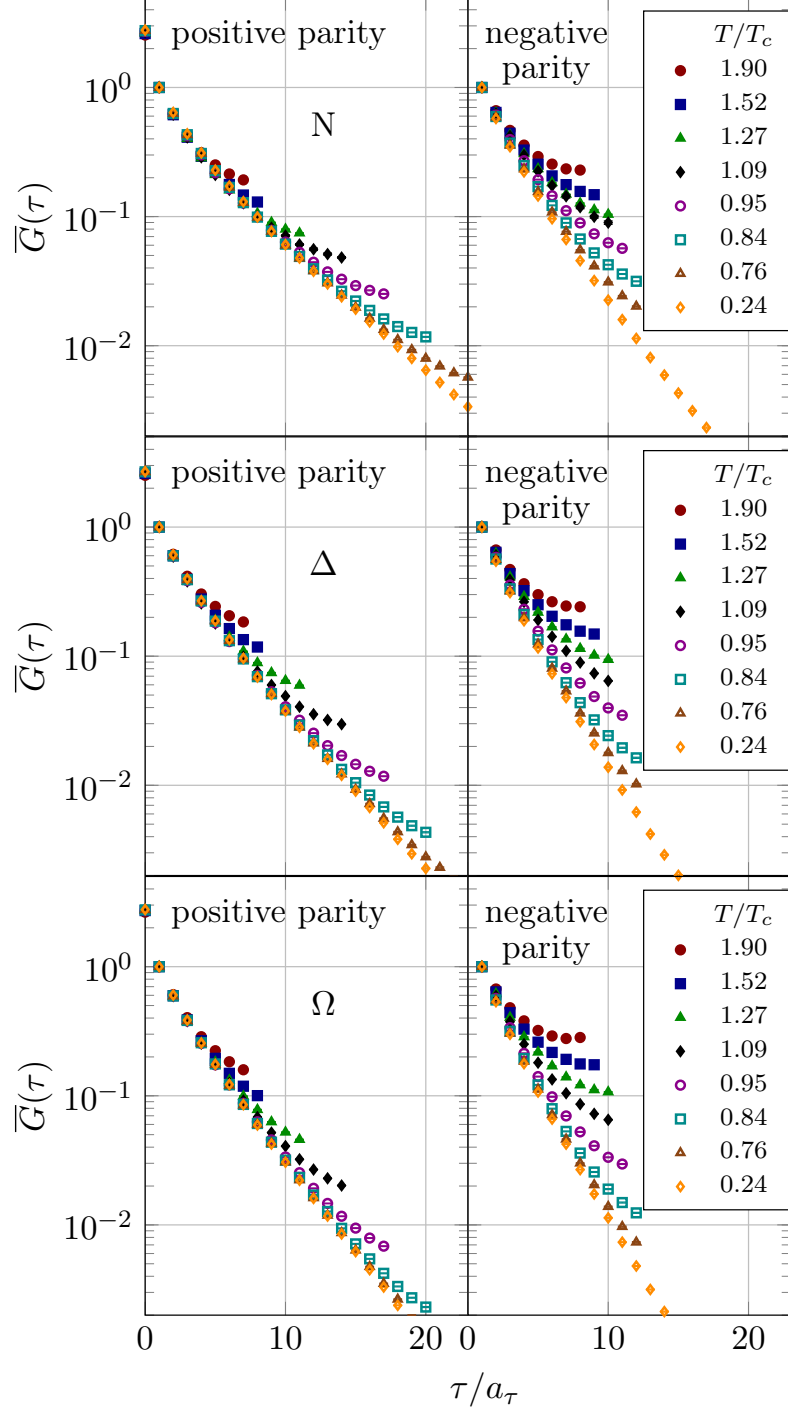 positive parity
negative
parity
N
T/T_c
1.90
1.52
1.27
1.09
0.95
0.84
0.76
0.24
10^0
10^{-1}
10^{-2}
\overline{G}(τ)
positive parity
negative
parity
Δ
T/T_c
1.90
1.52
1.27
1.09
0.95
0.84
0.76
0.24
10^0
10^{-1}
10^{-2}
\overline{G}(τ)
positive parity
negative
parity
Ω
T/T_c
1.90
1.52
1.27
1.09
0.95
0.84
0.76
0.24
10^0
10^{-1}
10^{-2}
\overline{G}(τ)
0 10 20 0 10 20
τ/a_τ